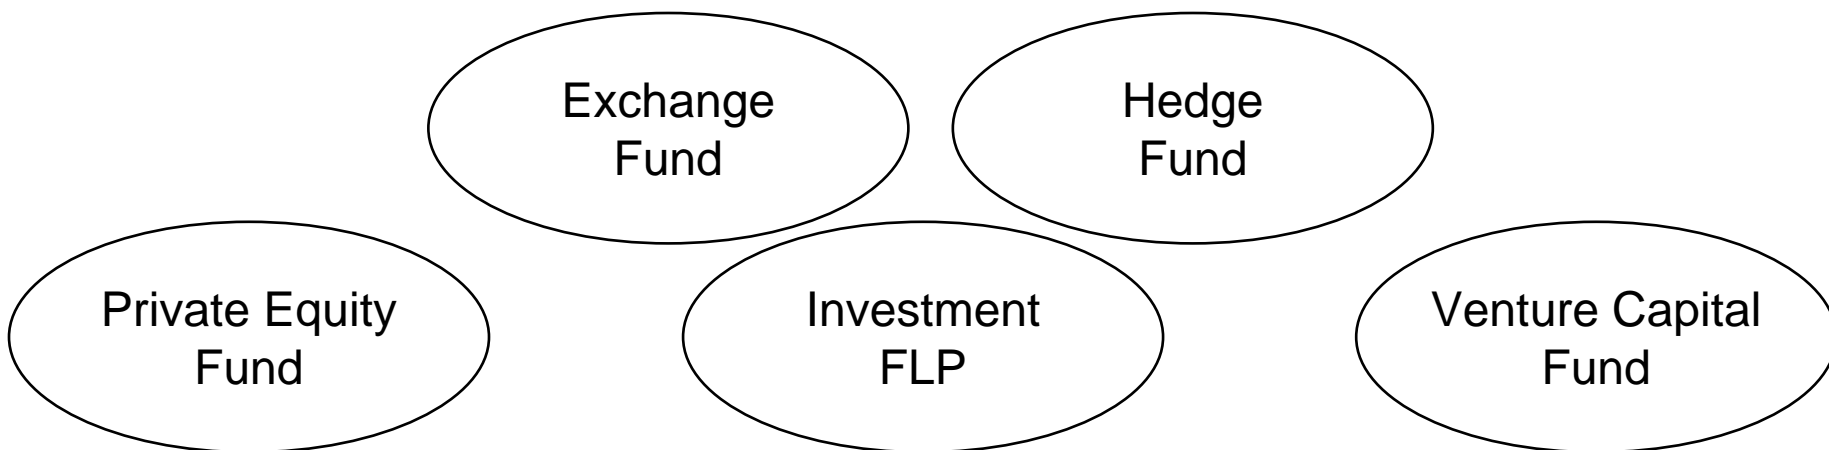 Exchange
Fund
Hedge
Fund
Private Equity
Fund
Investment
FLP
Venture Capital
Fund